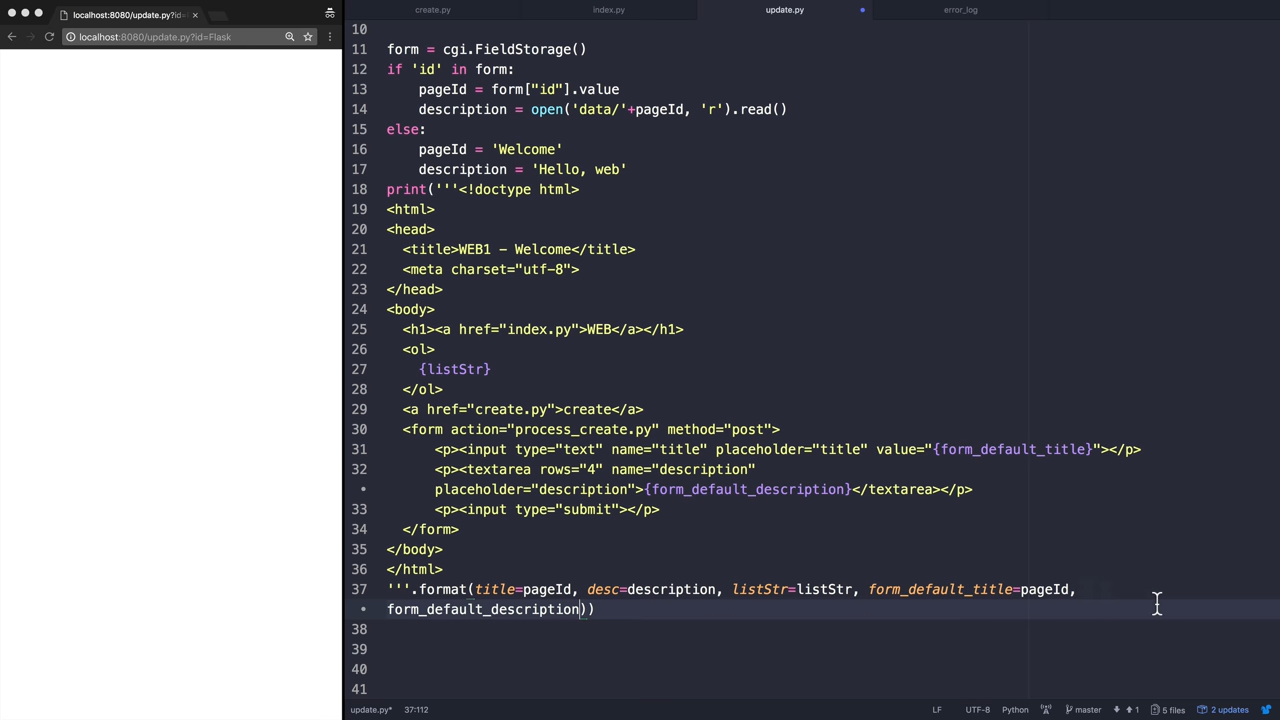 localhost:8080/update.py?id=
localhost:8080/update.py?id=Flask
create.py
index.py
update.py
error_log
10
11 form = cgi.FieldStorage()
12 if 'id' in form:
13 pageId = form["id"].value
14 description = open('data/'+pageId, 'r').read()
15 else:
16 pageId = 'Welcome'
17 description = 'Hello, web'
18 print('''<!doctype html>
19 <html>
20 <head>
21 <title>WEB1 - Welcome</title>
22 <meta charset="utf-8">
23 </head>
24 <body>
25 <h1><a href="index.py">WEB</a></h1>
26 <ol>
27 {listStr}
28 </ol>
29 <a href="create.py">create</a>
30 <form action="process_create.py" method="post">
31 <p><input type="text" name="title" placeholder="title" value="{form_default_title}"></p>
32 <p><textarea rows="4" name="description"
• placeholder="description">{form_default_description}</textarea></p>
33 <p><input type="submit"></p>
34 </form>
35 </body>
36 </html>
37 '''.format(title=pageId, desc=description, listStr=listStr, form_default_title=pageId,
• form_default_description))
38
39
40
41
update.py* 37:112 LF UTF-8 Python master 1 5 files 2 updates